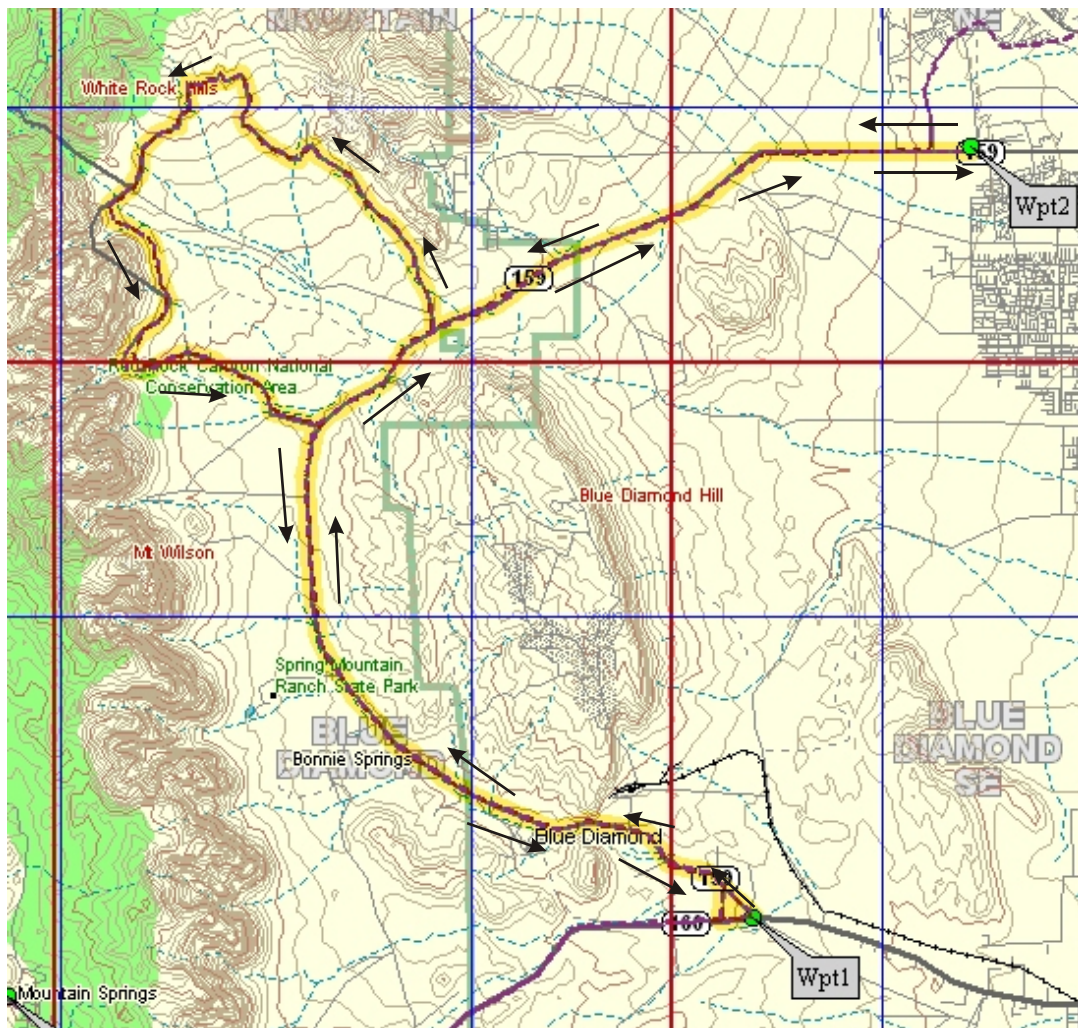 MOUNTAIN
NE
White Rock Hills
159
Wpt2
159
Red Rock Canyon National
Conservation Area
Blue Diamond Hill
Mt Wilson
Spring Mountain
Ranch State Park
BLUE
DIAMOND
Bonnie Springs
BLUE
DIAMOND
SE
Blue Diamond
159
160
Wpt1
Mountain Springs